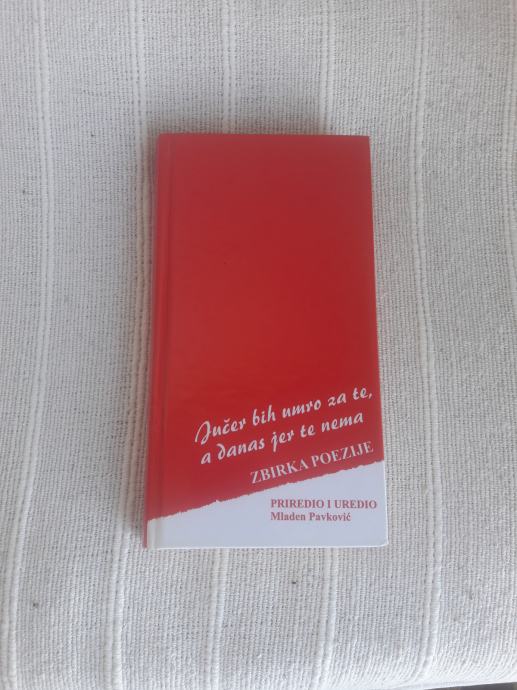 Jučer bih umro za te,
a danas jer te nema
ZBIRKA POEZIJE
PRIREDIO I UREDIO
Mladen Pavković